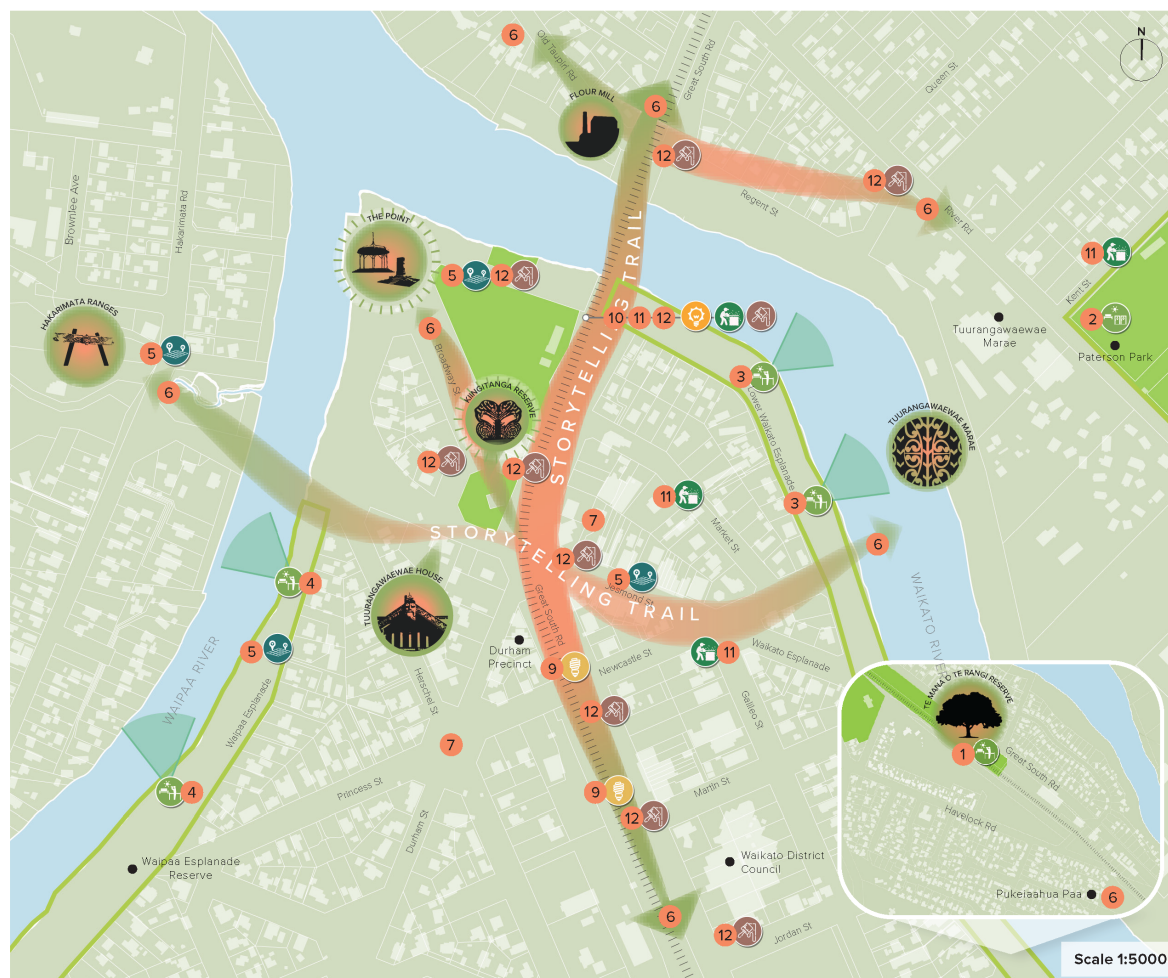 6
Old Taupiri Rd
Great South Rd
N
Queen St
FLOUR MILL
6
12
12
Regent St
6
River Rd
Brownlee Ave
Hakarimata Rd
THE POINT
5
12
11
Kent St
2
Paterson Park
Tuurangawaewae
Marae
HAKARIMATA RANGES
5
6
6
Broadway St
10
11
12
3
Lower Waikato Esplanade
STORYTELLING TRAIL
KIINGITANGA RESERVE
TUURANGAWAEWAE MARAE
12
12
11
3
7
Market St
6
STORYTELLING TRAIL
12
5
Jesmond St
4
TUURANGAWAEWAE HOUSE
Great South Rd
WAIKATO RIVER
5
WAIPAA RIVER
Waipaa Esplanade
Durham
Precinct
9
Newcastle St
11
Waikato Esplanade
Herschel St
Galileo St
12
7
TE MANA O TE RANGI RESERVE
1
Great South Rd
4
Princess St
9
Martin St
12
Durham St
Havelock Rd
Waipaa Esplanade
Reserve
Waikato District
Council
Pukeiaahua Paa
6
6
12
Jordan St
Scale 1:5000